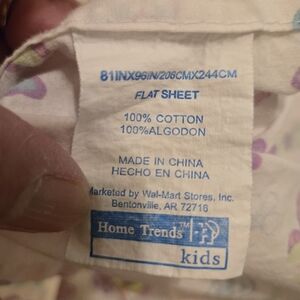 81INX96IN/206CMX244CM
FLAT SHEET
100% COTTON
100%ALGODON
MADE IN CHINA
HECHO EN CHINA
Marketed by Wal-Mart Stores, Inc.
Bentonville, AR 72716
Home Trends™
kids